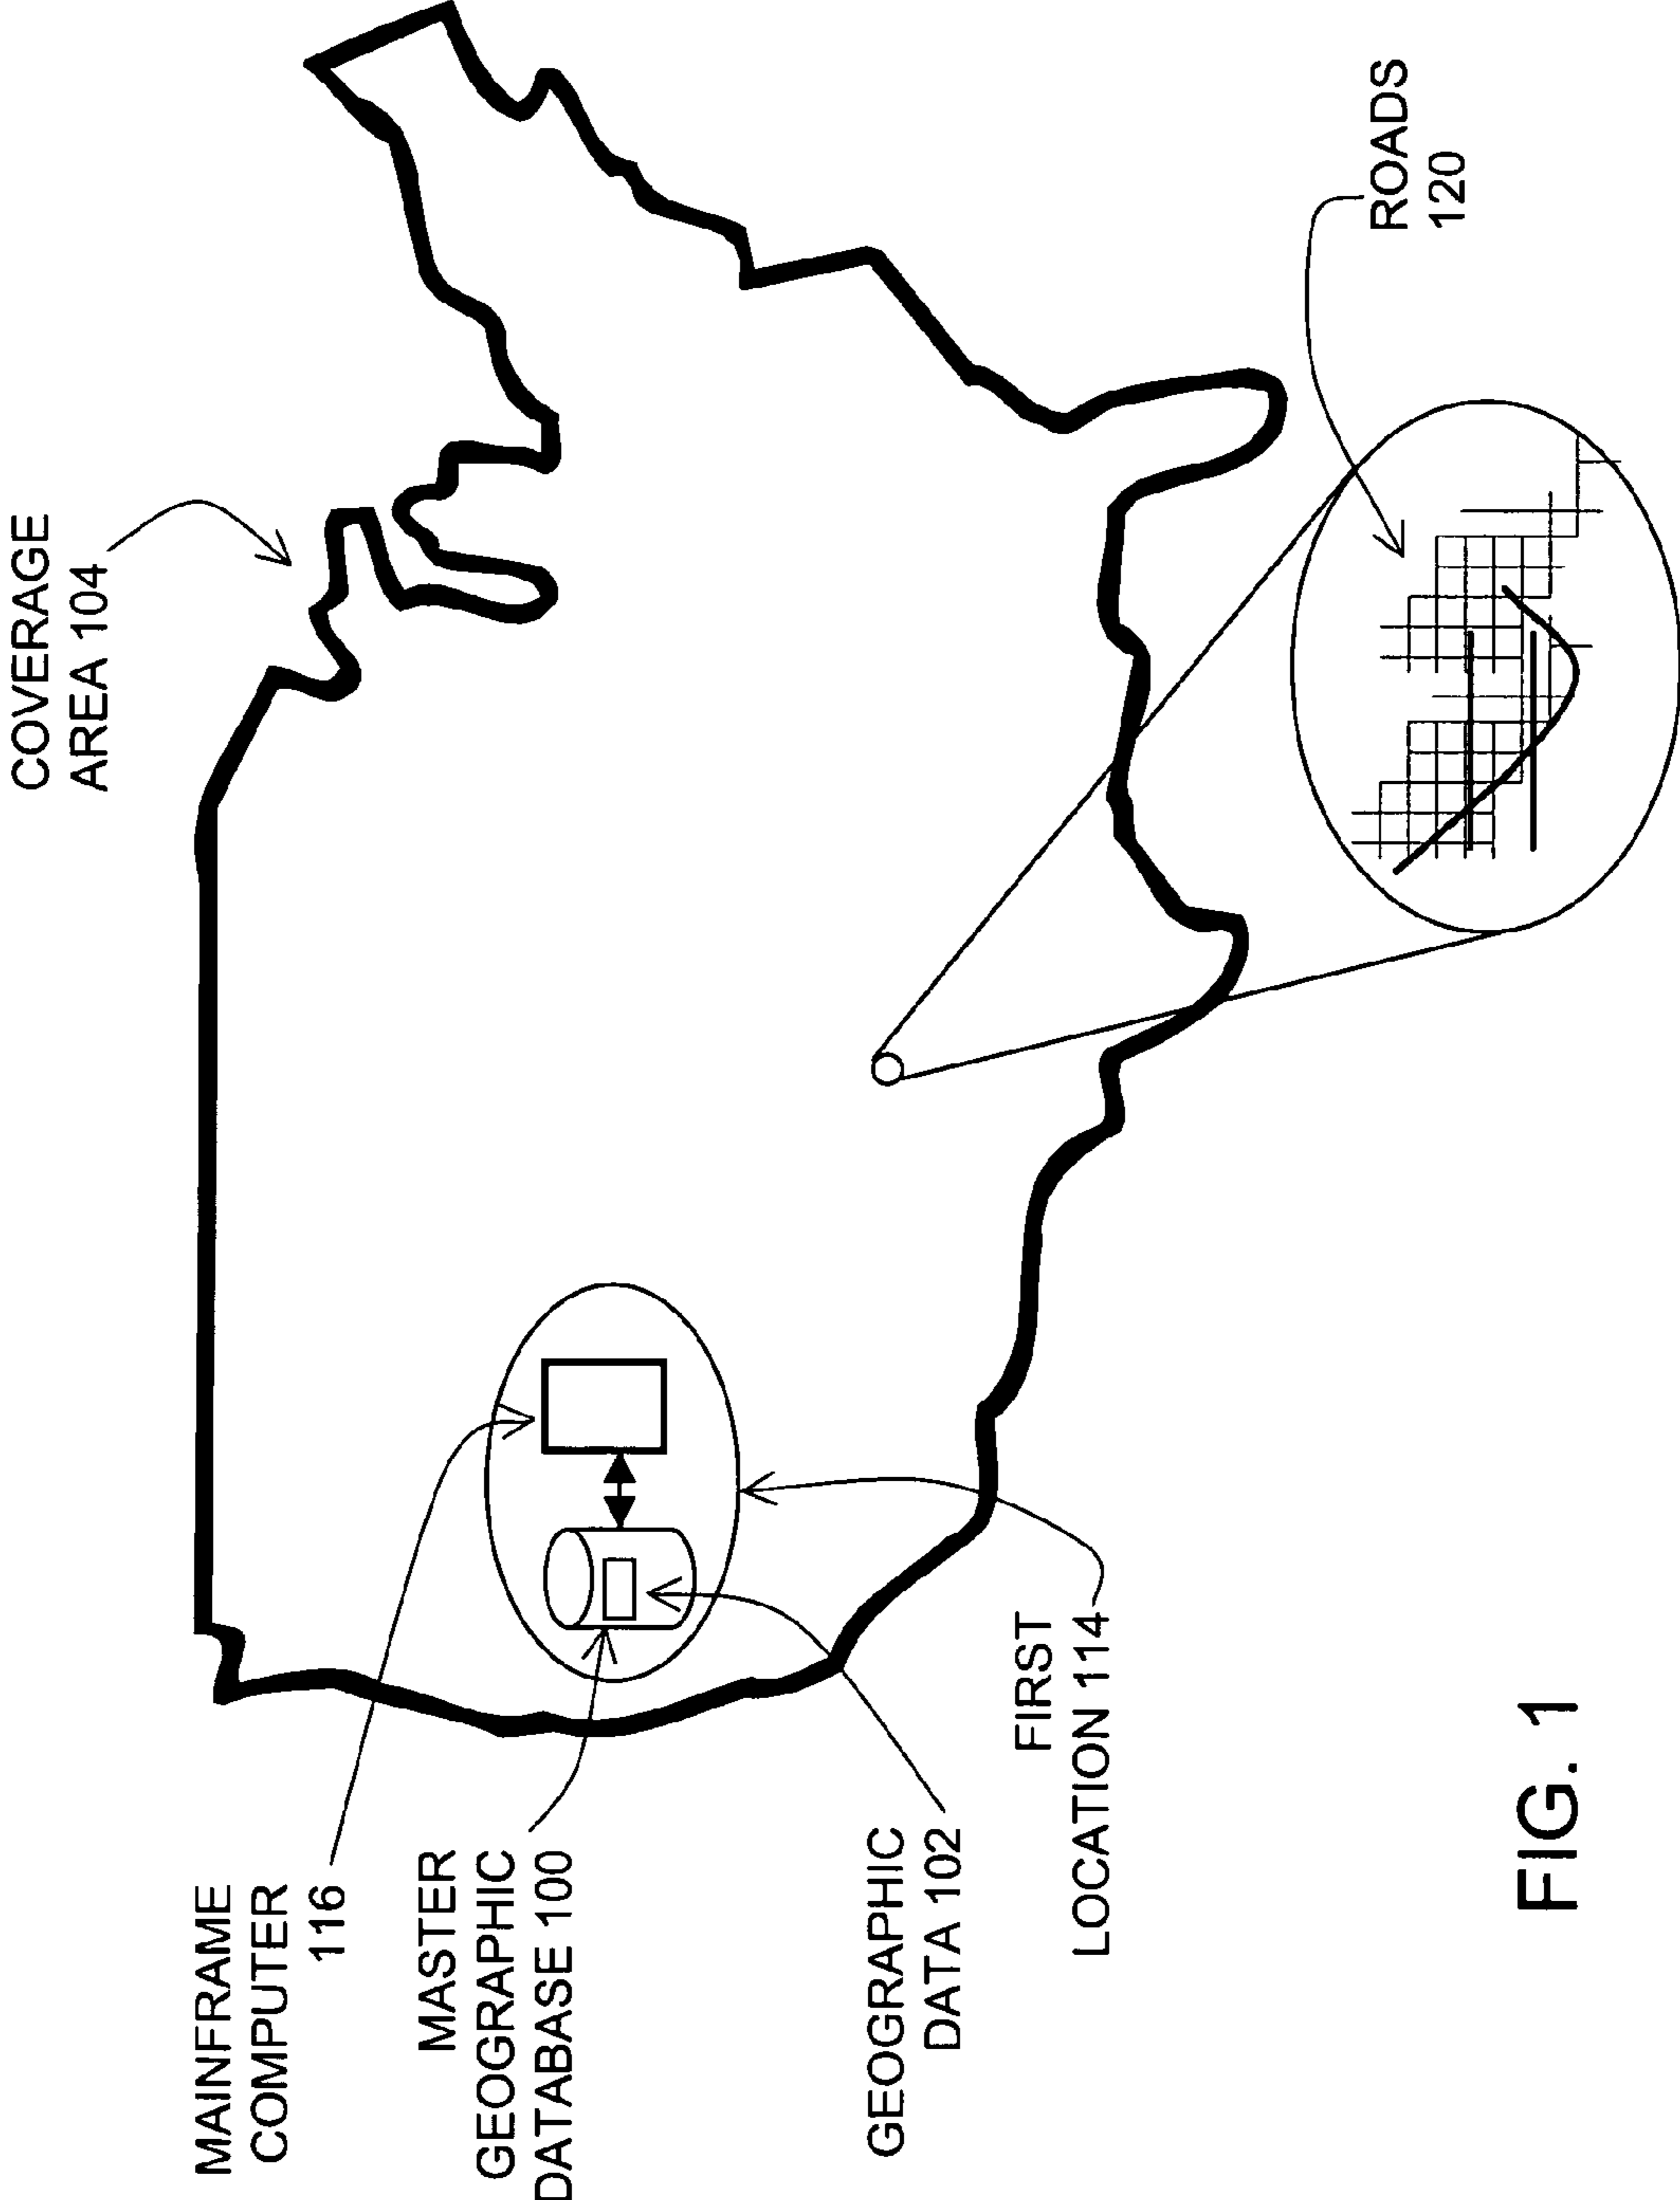 COVERAGE
AREA 104
MAINFRAME
COMPUTER
116
MASTER
GEOGRAPHIC
DATABASE 100
GEOGRAPHIC
DATA 102
FIRST
LOCATION 114
ROADS
120
FIG. 1